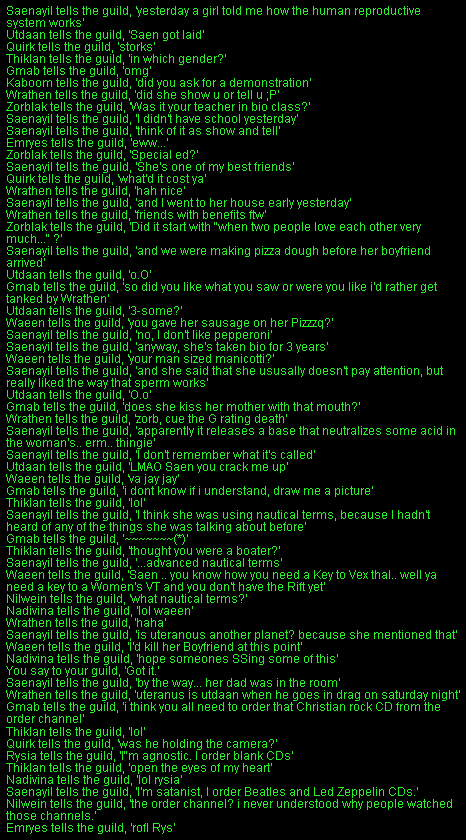 Saenayil tells the guild, 'yesterday a girl told me how the human reproductive
system works'
Utdaan tells the guild, 'Saen got laid'
Quirk tells the guild, 'storks'
Thiklan tells the guild, 'in which gender?'
Gmab tells the guild, 'omg'
Kaboom tells the guild, 'did you ask for a demonstration'
Wrathen tells the guild, 'did she show u or tell u ;P'
Zorblak tells the guild, 'Was it your teacher in bio class?'
Saenayil tells the guild, 'I didn't have school yesterday'
Saenayil tells the guild, 'think of it as show and tell'
Emryes tells the guild, 'eww...'
Zorblak tells the guild, 'Special ed?'
Saenayil tells the guild, 'She's one of my best friends'
Quirk tells the guild, 'what'd it cost ya'
Wrathen tells the guild, 'hah nice'
Saenayil tells the guild, 'and I went to her house early yesterday'
Wrathen tells the guild, 'friends with benefits ftw'
Zorblak tells the guild, 'Did it start with "when two people love each other very
much..." ?'
Saenayil tells the guild, 'and we were making pizza dough before her boyfriend
arrived'
Utdaan tells the guild, 'o.O'
Gmab tells the guild, 'so did you like what you saw or were you like i'd rather get
tanked by Wrathen'
Utdaan tells the guild, '3-some?'
Waeen tells the guild, 'you gave her sausage on her Pizzzq?'
Saenayil tells the guild, 'no, I don't like pepperoni'
Saenayil tells the guild, 'anyway, she's taken bio for 3 years'
Waeen tells the guild, 'your man sized manicotti?'
Saenayil tells the guild, 'and she said that she ususally doesn't pay attention, but
really liked the way that sperm works'
Utdaan tells the guild, 'O.o'
Gmab tells the guild, 'does she kiss her mother with that mouth?'
Wrathen tells the guild, 'zorb, cue the G rating death'
Saenayil tells the guild, 'apparently it releases a base that neutralizes some acid in
the woman's.. erm.. thingie'
Saenayil tells the guild, 'I don't remember what it's called'
Utdaan tells the guild, 'LMAO Saen you crack me up'
Waeen tells the guild, 'va jay jay'
Gmab tells the guild, 'i dont know if i understand, draw me a picture'
Thiklan tells the guild, 'lol'
Saenayil tells the guild, 'I think she was using nautical terms, because I hadn't
heard of any of the things she was talking about before'
Gmab tells the guild, '~~~~~~~(*)'
Thiklan tells the guild, 'thought you were a boater?'
Saenayil tells the guild, '...advanced nautical terms'
Waeen tells the guild, 'Saen .. you know how you need a Key to Vex thal.. well ya
need a key to a Women's VT and you don't have the Rift yet'
Nilwein tells the guild, 'what nautical terms?'
Nadivina tells the guild, 'lol waeen'
Wrathen tells the guild, 'haha'
Saenayil tells the guild, 'is uteranous another planet? because she mentioned that'
Waeen tells the guild, 'I'd kill her Boyfriend at this point'
Nadivina tells the guild, 'hope someones SSing some of this'
You say to your guild, 'Got it.'
Saenayil tells the guild, 'by the way... her dad was in the room'
Wrathen tells the guild, 'uteranus is utdaan when he goes in drag on saturday night'
Gmab tells the guild, 'i think you all need to order that Christian rock CD from the
order channel'
Thiklan tells the guild, 'lol'
Quirk tells the guild, 'was he holding the camera?'
Rysia tells the guild, 'I"m agnostic. I order blank CDs'
Thiklan tells the guild, 'open the eyes of my heart'
Nadivina tells the guild, 'lol rysia'
Saenayil tells the guild, 'I'm satanist, I order Beatles and Led Zeppelin CDs.'
Nilwein tells the guild, 'the order channel? i never understood why people watched
those channels.'
Emryes tells the guild, 'rofl Rys'